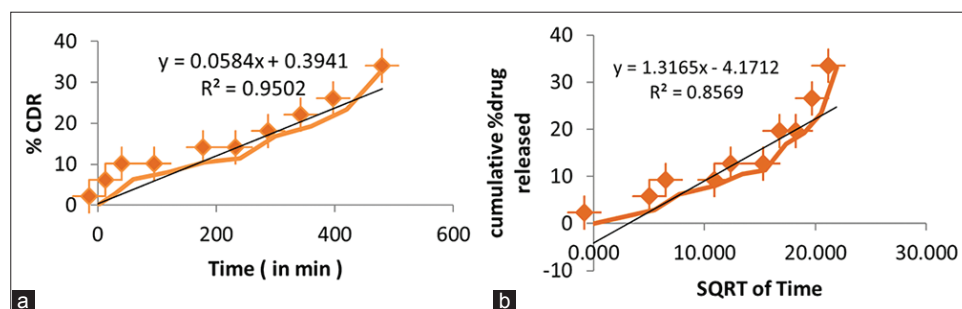 40
30
20
10
0
% CDR
y = 0.0584x + 0.3941
R² = 0.9502
0 200 400 600
Time ( in min )
a
40
30
20
10
0
-10
cumulative %drug
released
y = 1.3165x - 4.1712
R² = 0.8569
0.000 10.000 20.000 30.000
SQRT of Time
b